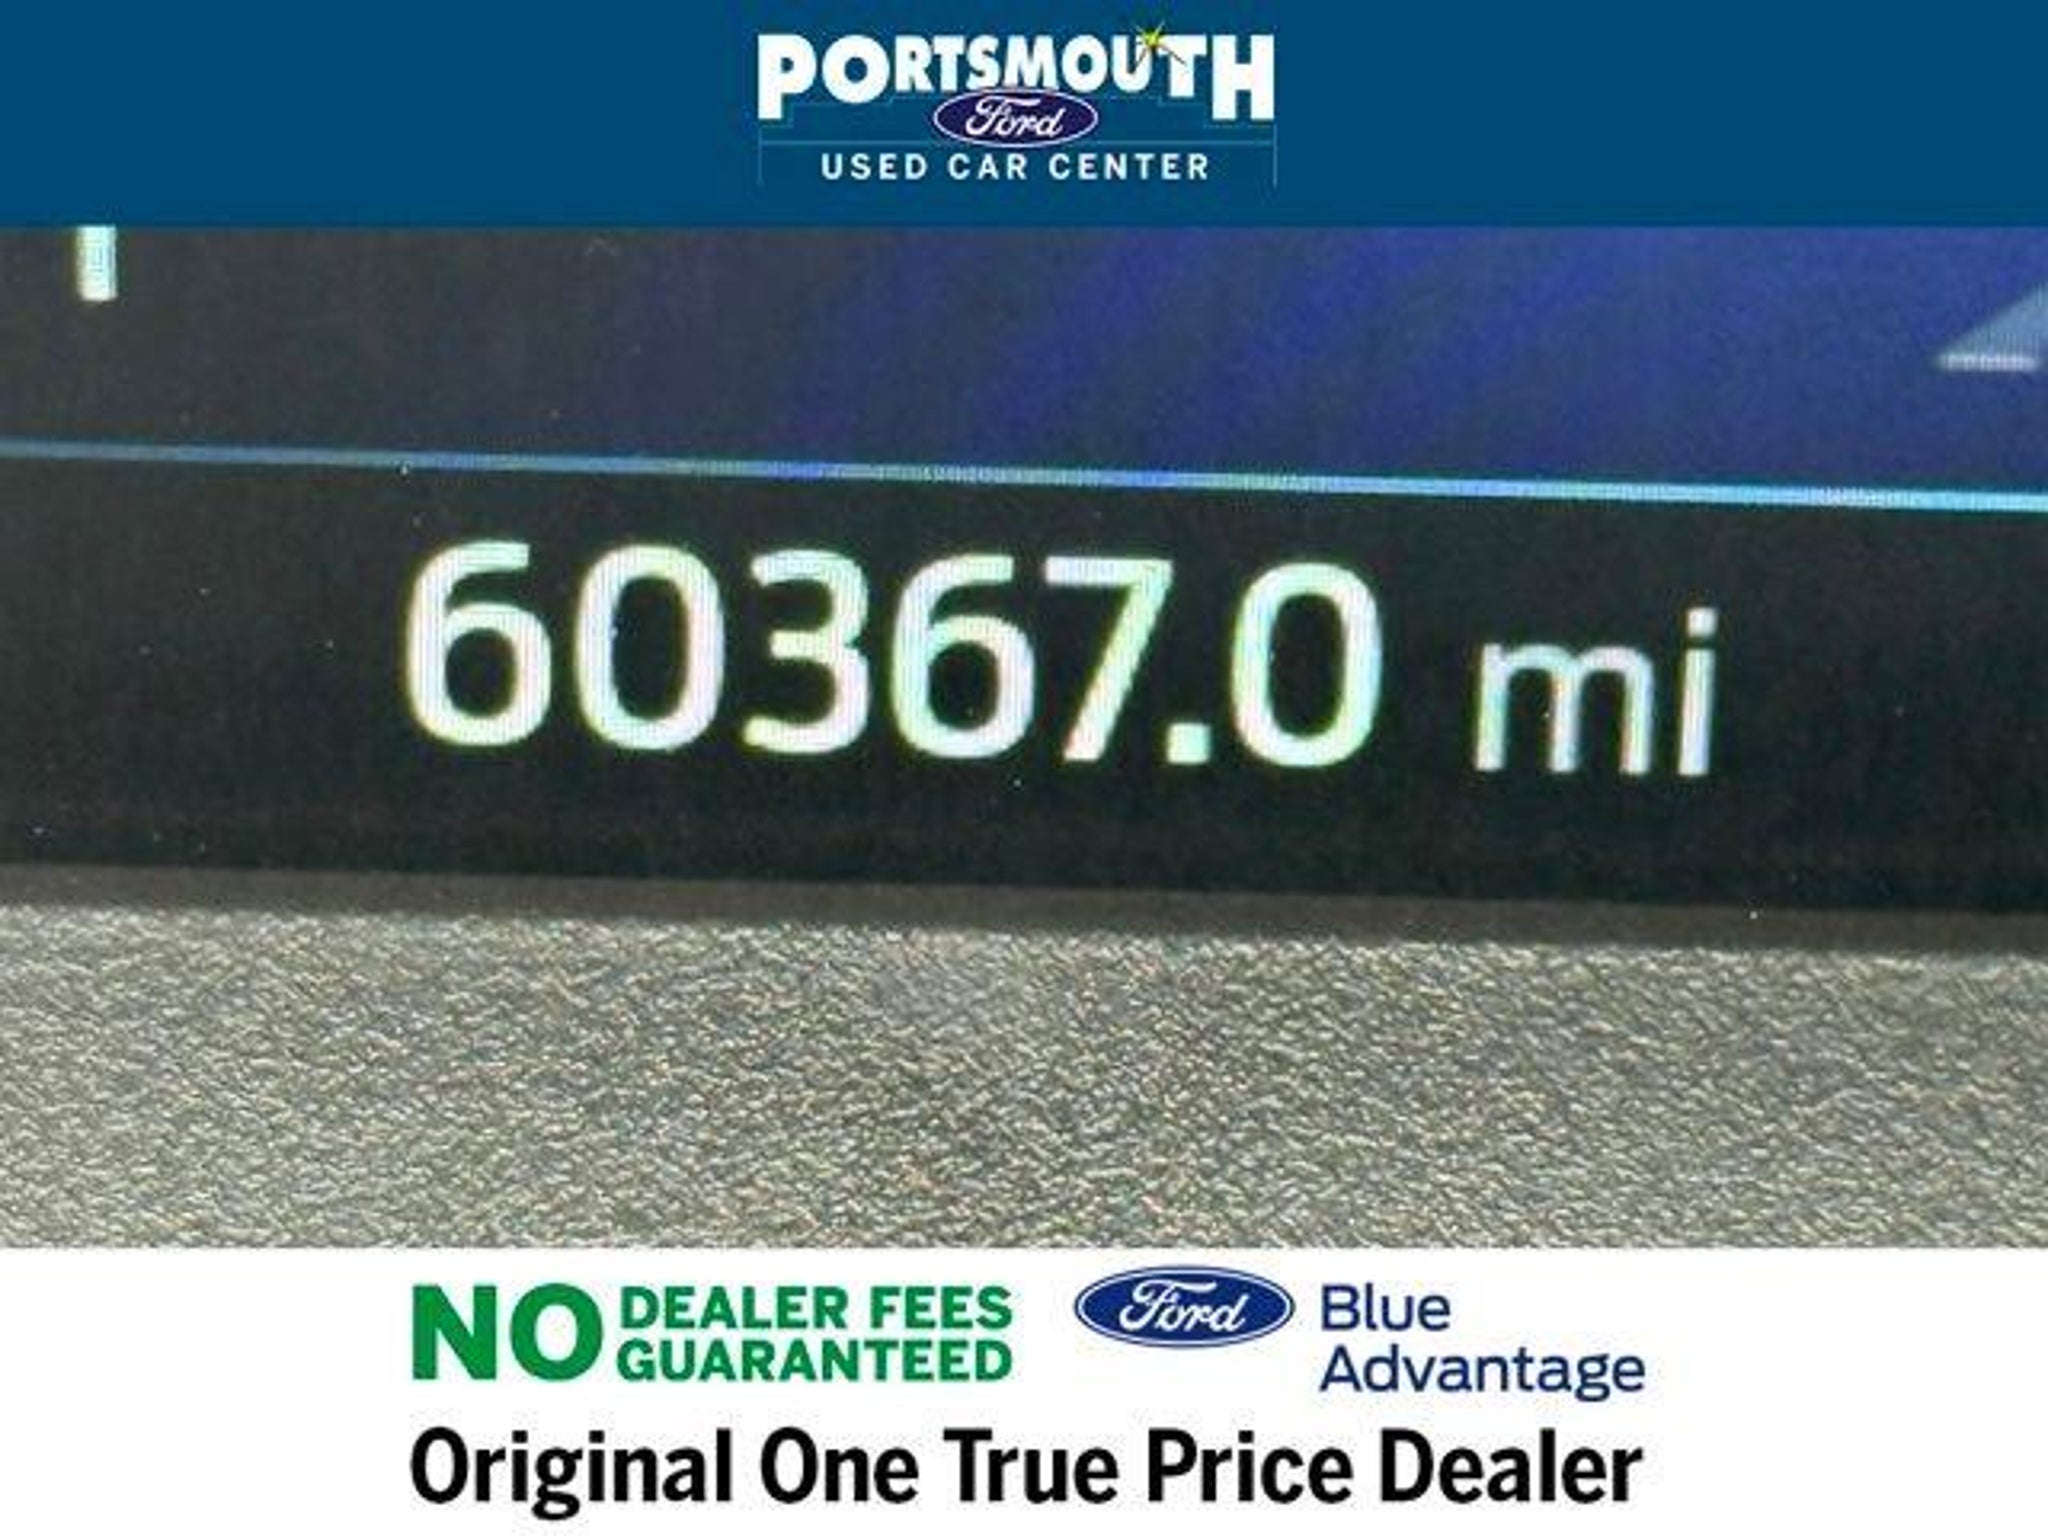 PORTSMOUTH
Ford
USED CAR CENTER
60367.0 mi
NO DEALER FEES
GUARANTEED
Ford Blue
Advantage
Original One True Price Dealer